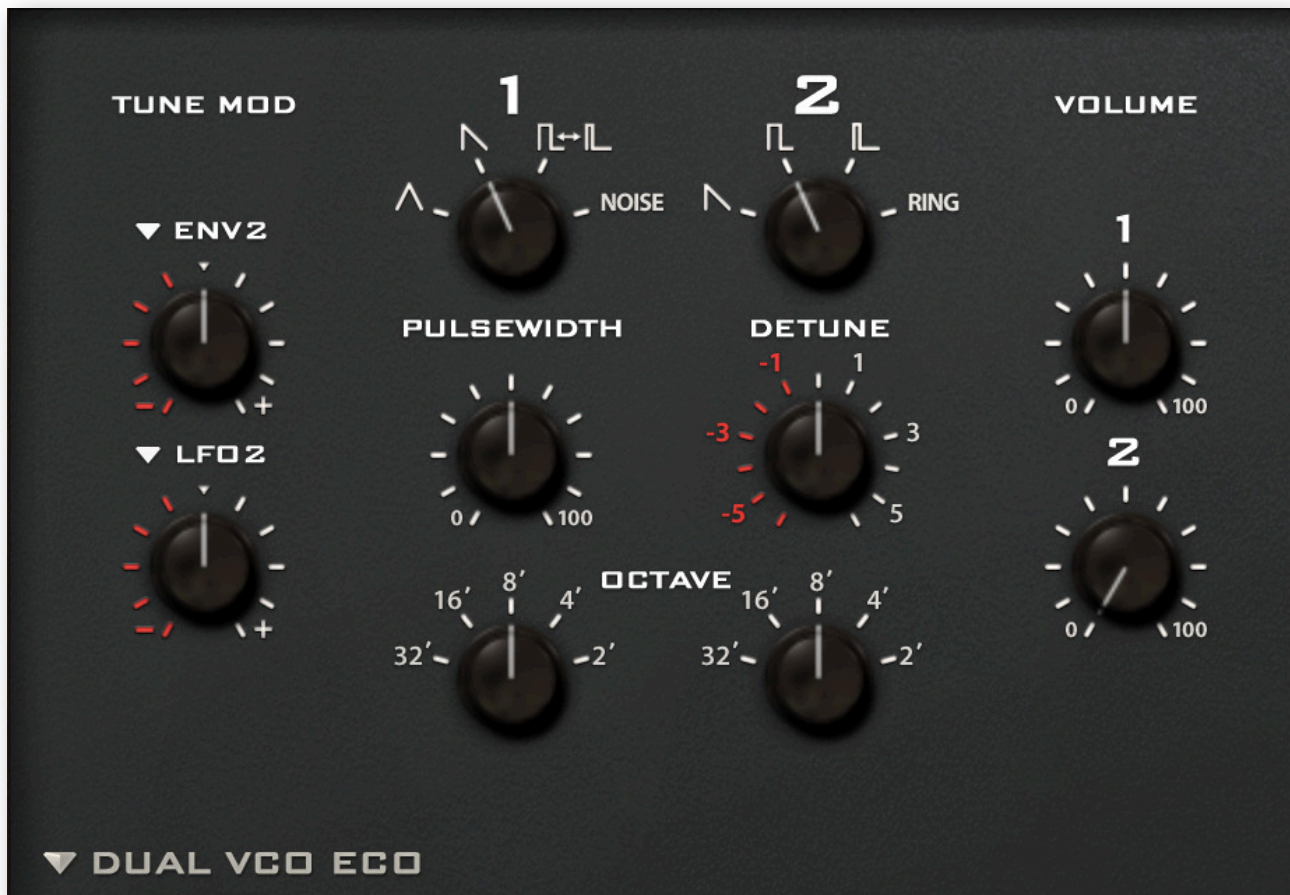 TUNE MOD
1
2
VOLUME
NOISE
RING
ENV2
1
0
100
PULSEWIDTH
DETUNE
-1
1
-3
3
-5
5
0
100
- +
LFO2
2
0
100
- +
OCTAVE
32′ 16′ 8′ 4′ 2′
32′ 16′ 8′ 4′ 2′
DUAL VCO ECO